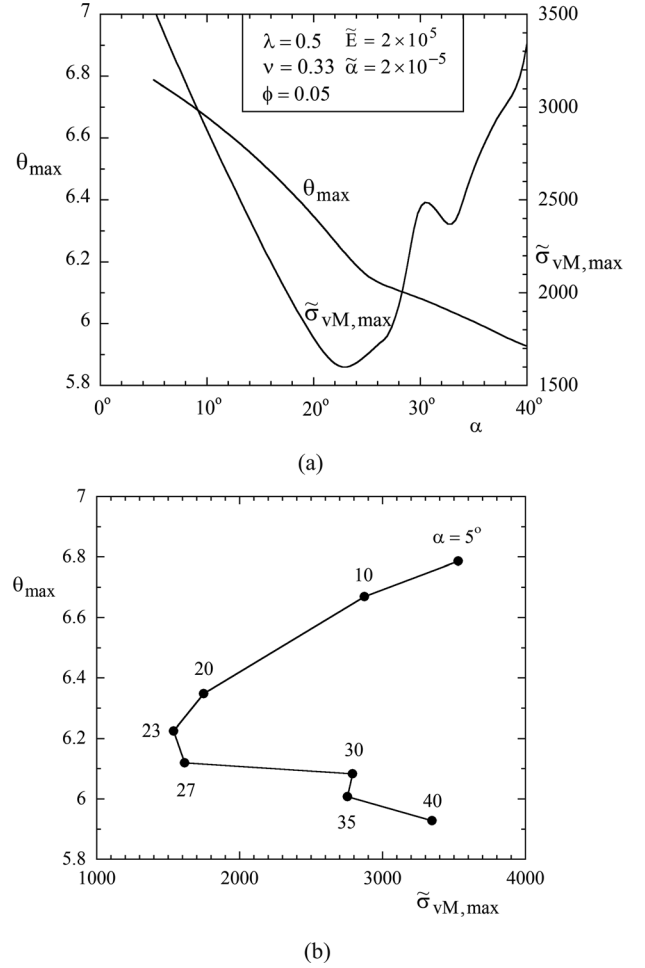 7
3500
λ = 0.5 Ẽ = 2 × 10⁵
ν = 0.33 α̃ = 2 × 10⁻⁵
ϕ = 0.05
6.8
3000
6.6
θmax
θmax
6.4
2500
σ̃vM,max
6.2
2000
σ̃vM,max
6
5.8
1500
0° 10° 20° 30° 40°
α
(a)
7
α = 5°
6.8
θmax
10
6.6
6.4
20
23
6.2
27
30
6
35
40
5.8
1000 2000 3000 4000
σ̃vM,max
(b)